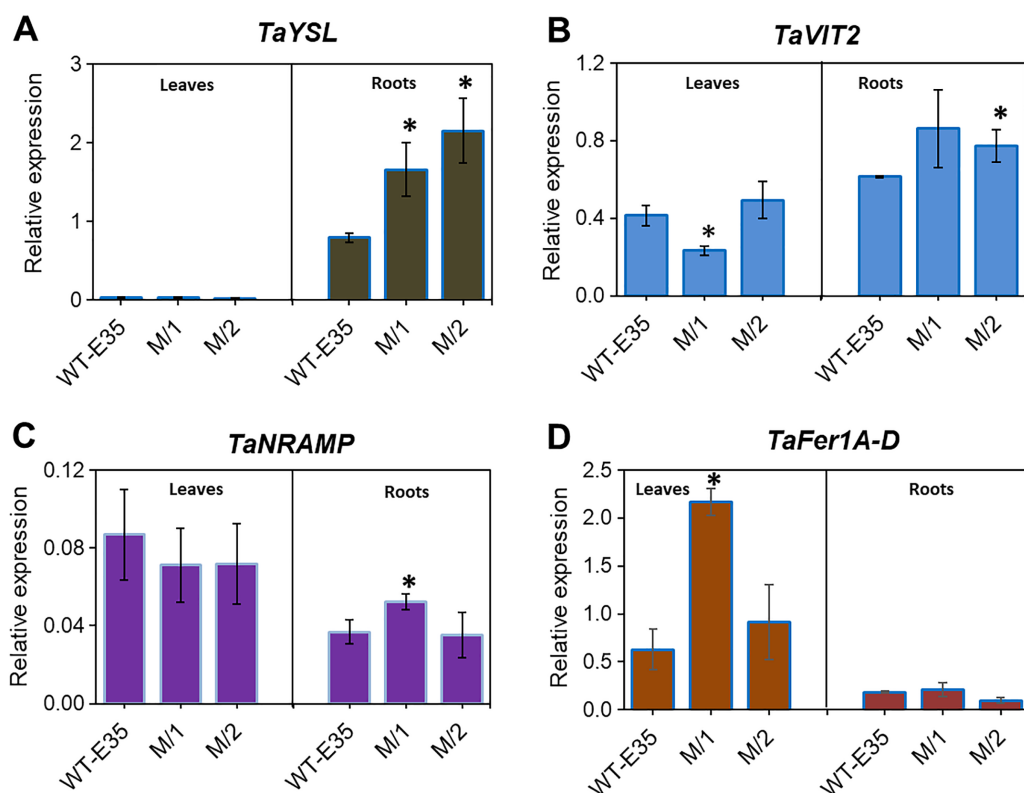 A
TaYSL
Relative expression
3
2
1
0
Leaves
Roots
*
*
WT-E35
M/1
M/2
WT-E35
M/1
M/2
B
TaVIT2
Relative expression
1.2
0.8
0.4
0.0
Leaves
Roots
*
*
WT-E35
M/1
M/2
WT-E35
M/1
M/2
C
TaNRAMP
Relative expression
0.12
0.08
0.04
0.00
Leaves
Roots
*
WT-E35
M/1
M/2
WT-E35
M/1
M/2
D
TaFer1A-D
Relative expression
2.5
2.0
1.5
1.0
0.5
0.0
Leaves
Roots
*
WT-E35
M/1
M/2
WT-E35
M/1
M/2